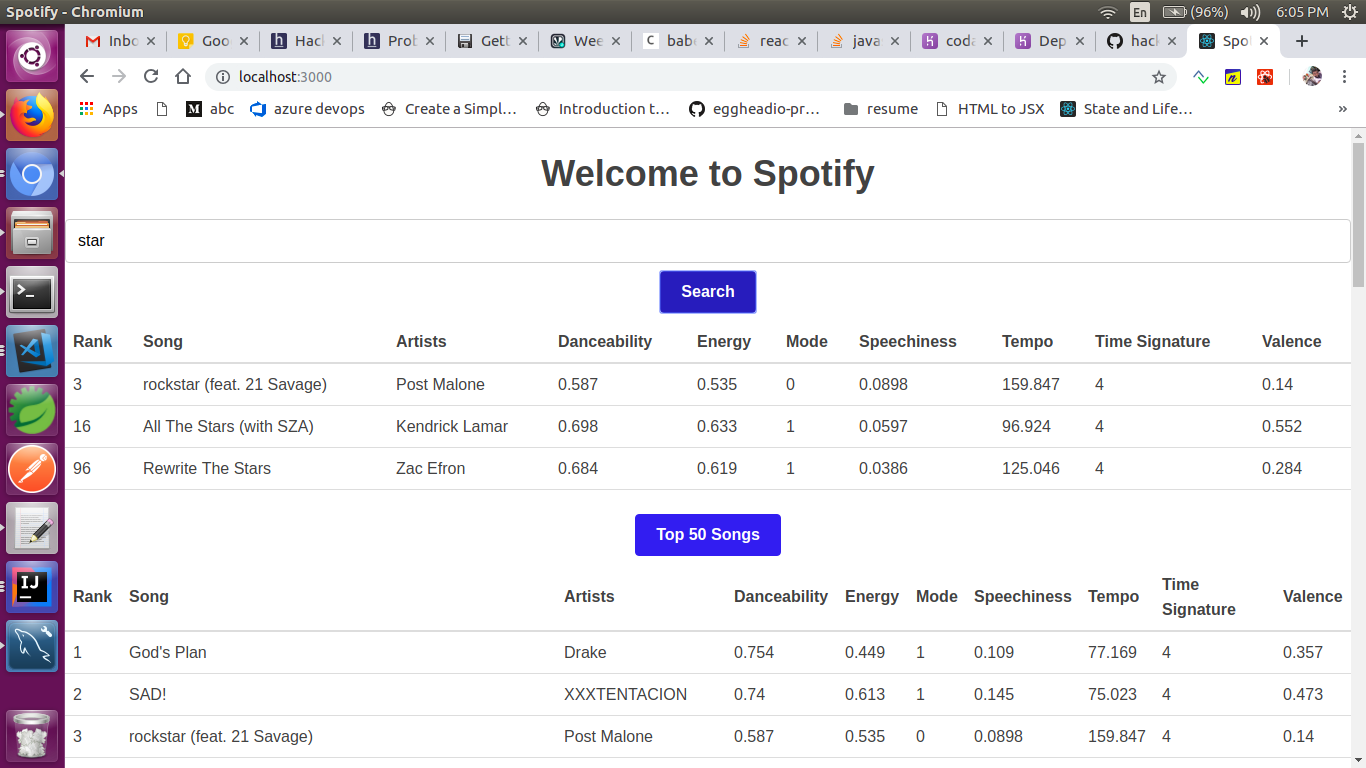 Spotify - Chromium En (96%) 6:05 PM
Inbo Goo Hac Prob Gett Wee C babe reac java coda Dep hack Spot
localhost:3000
Apps M abc azure devops Create a Simpl… Introduction t… eggheadio-pr… resume HTML to JSX State and Life… »
Welcome to Spotify
star
Search
Rank Song Artists Danceability Energy Mode Speechiness Tempo Time Signature Valence
3 rockstar (feat. 21 Savage) Post Malone 0.587 0.535 0 0.0898 159.847 4 0.14
16 All The Stars (with SZA) Kendrick Lamar 0.698 0.633 1 0.0597 96.924 4 0.552
96 Rewrite The Stars Zac Efron 0.684 0.619 1 0.0386 125.046 4 0.284
Top 50 Songs
Rank Song Artists Danceability Energy Mode Speechiness Tempo Time Signature Valence
1 God's Plan Drake 0.754 0.449 1 0.109 77.169 4 0.357
2 SAD! XXXTENTACION 0.74 0.613 1 0.145 75.023 4 0.473
3 rockstar (feat. 21 Savage) Post Malone 0.587 0.535 0 0.0898 159.847 4 0.14
IJ